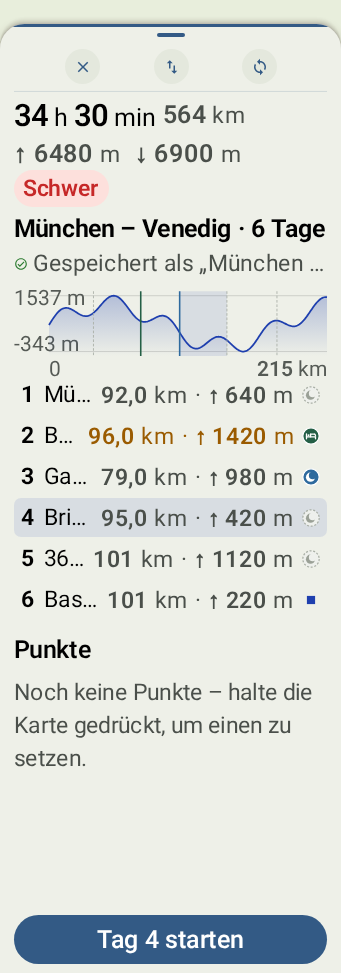 34 h 30 min 564 km
↑ 6480 m ↓ 6900 m
Schwer
München – Venedig · 6 Tage
Gespeichert als „München ...
1537 m
-343 m
0 215 km
1 Mü... 92,0 km · ↑ 640 m
2 B... 96,0 km · ↑ 1420 m
3 Ga... 79,0 km · ↑ 980 m
4 Bri... 95,0 km · ↑ 420 m
5 36... 101 km · ↑ 1120 m
6 Bas... 101 km · ↑ 220 m
Punkte
Noch keine Punkte – halte die
Karte gedrückt, um einen zu
setzen.
Tag 4 starten